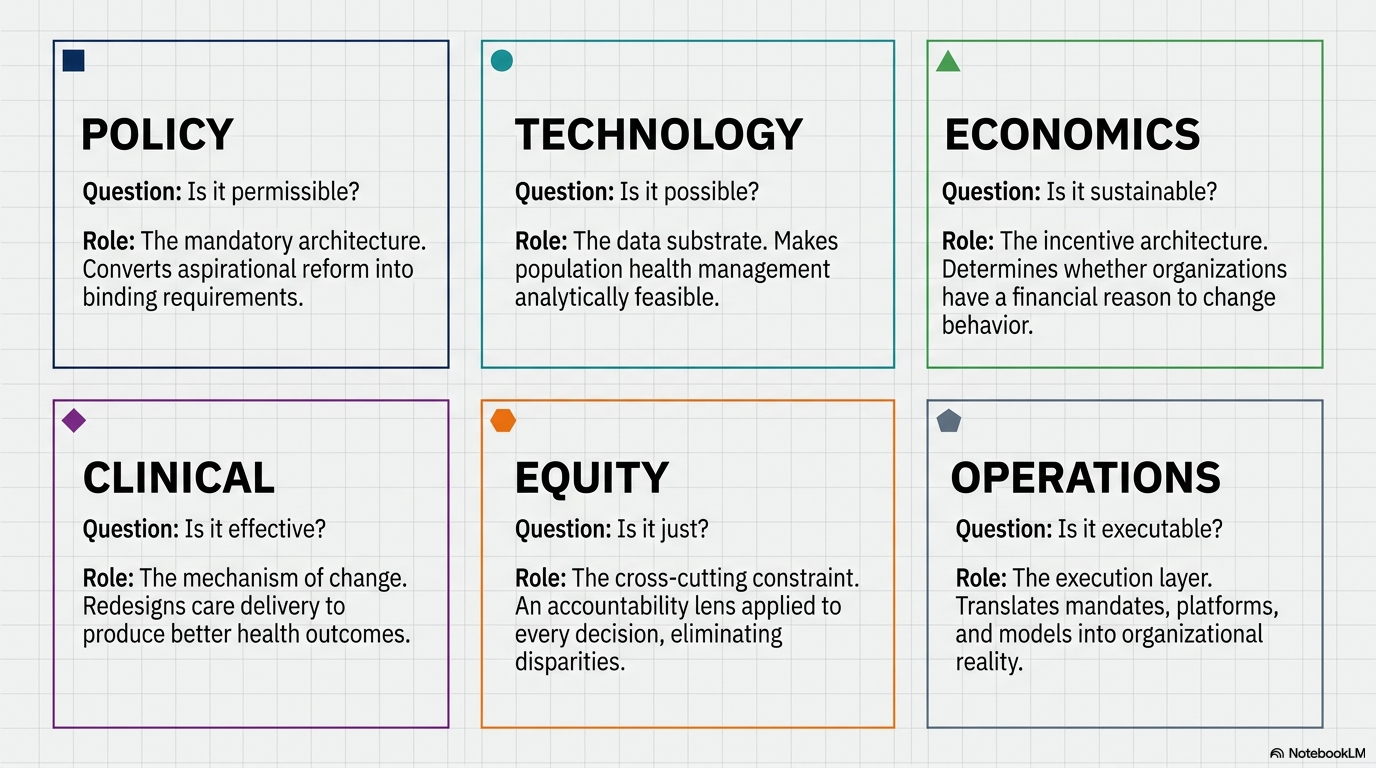 POLICY
Question: Is it permissible?
Role: The mandatory architecture.
Converts aspirational reform into
binding requirements.
TECHNOLOGY
Question: Is it possible?
Role: The data substrate. Makes
population health management
analytically feasible.
ECONOMICS
Question: Is it sustainable?
Role: The incentive architecture.
Determines whether organizations
have a financial reason to change
behavior.
CLINICAL
Question: Is it effective?
Role: The mechanism of change.
Redesigns care delivery to
produce better health outcomes.
EQUITY
Question: Is it just?
Role: The cross-cutting constraint.
An accountability lens applied to
every decision, eliminating
disparities.
OPERATIONS
Question: Is it executable?
Role: The execution layer.
Translates mandates, platforms,
and models into organizational
reality.
NotebookLM